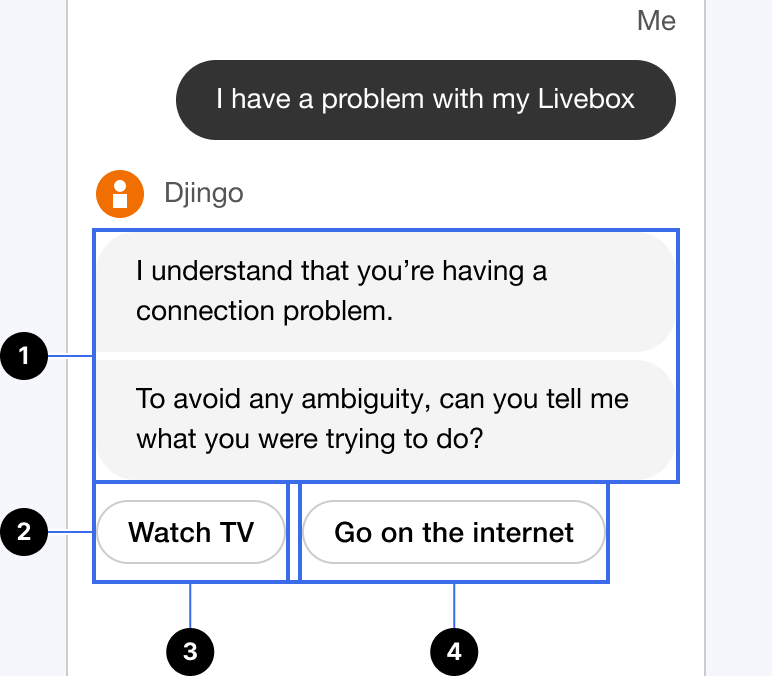 Me
I have a problem with my Livebox
Djingo
I understand that you’re having a
connection problem.
1
To avoid any ambiguity, can you tell me
what you were trying to do?
2
Watch TV
Go on the internet
3
4